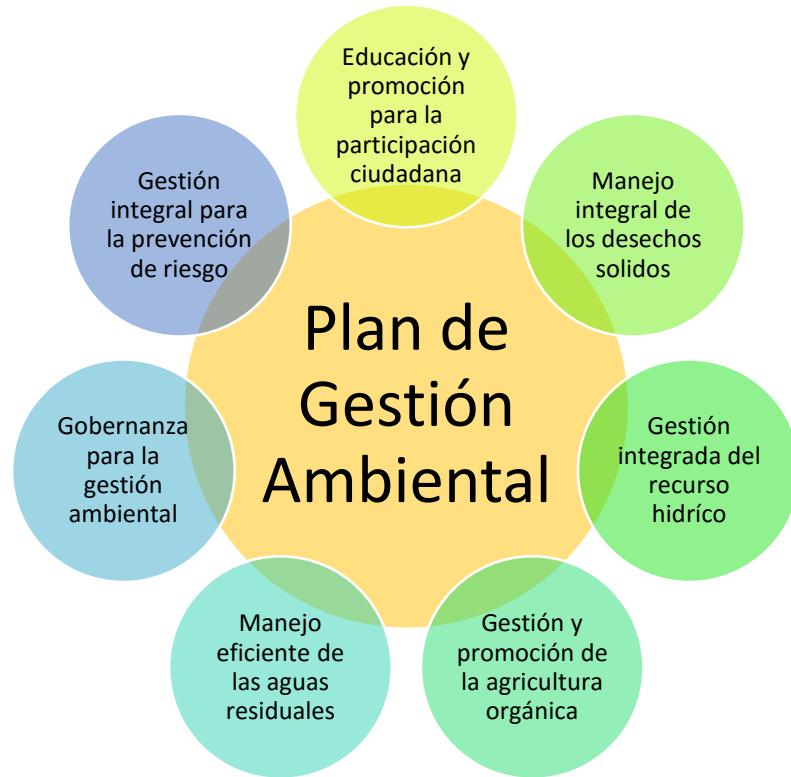 Educación y
promoción
para la
participación
ciudadana
Manejo
integral de
los desechos
solidos
Gestión
integrada del
recurso
hidríco
Gestión y
promoción de
la agricultura
orgánica
Manejo
eficiente de
las aguas
residuales
Gobernanza
para la
gestión
ambiental
Gestión
integral para
la prevención
de riesgo
Plan de
Gestión
Ambiental